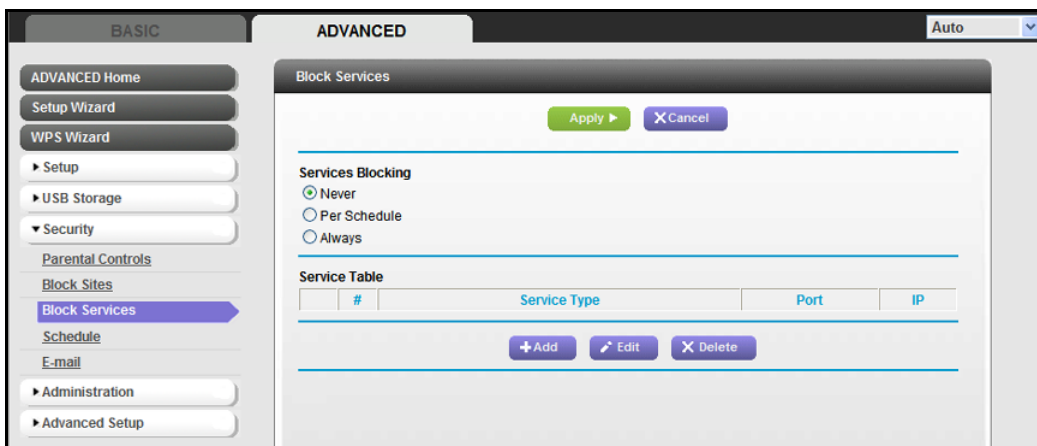 BASIC
ADVANCED
Auto
ADVANCED Home
Setup Wizard
WPS Wizard
Setup
USB Storage
Security
Parental Controls
Block Sites
Block Services
Schedule
E-mail
Administration
Advanced Setup
Block Services
Apply
Cancel
Services Blocking
Never
Per Schedule
Always
Service Table
# Service Type Port IP
Add Edit Delete